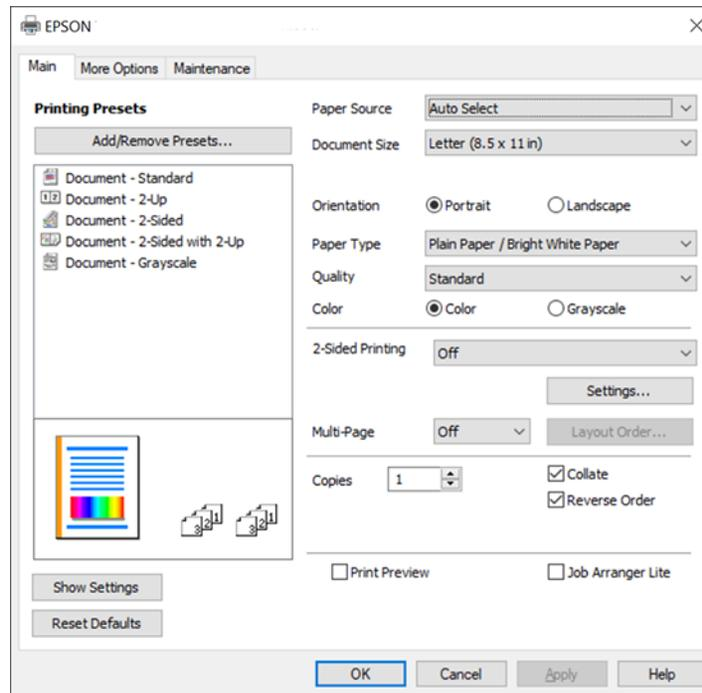 EPSON
Main More Options Maintenance
Printing Presets
Add/Remove Presets...
Document - Standard
Document - 2-Up
Document - 2-Sided
Document - 2-Sided with 2-Up
Document - Grayscale
Show Settings
Reset Defaults
Paper Source Auto Select
Document Size Letter (8.5 x 11 in)
Orientation Portrait Landscape
Paper Type Plain Paper / Bright White Paper
Quality Standard
Color Color Grayscale
2-Sided Printing Off
Settings...
Multi-Page Off Layout Order...
Copies 1 Collate
Reverse Order
Print Preview Job Arranger Lite
OK Cancel Apply Help